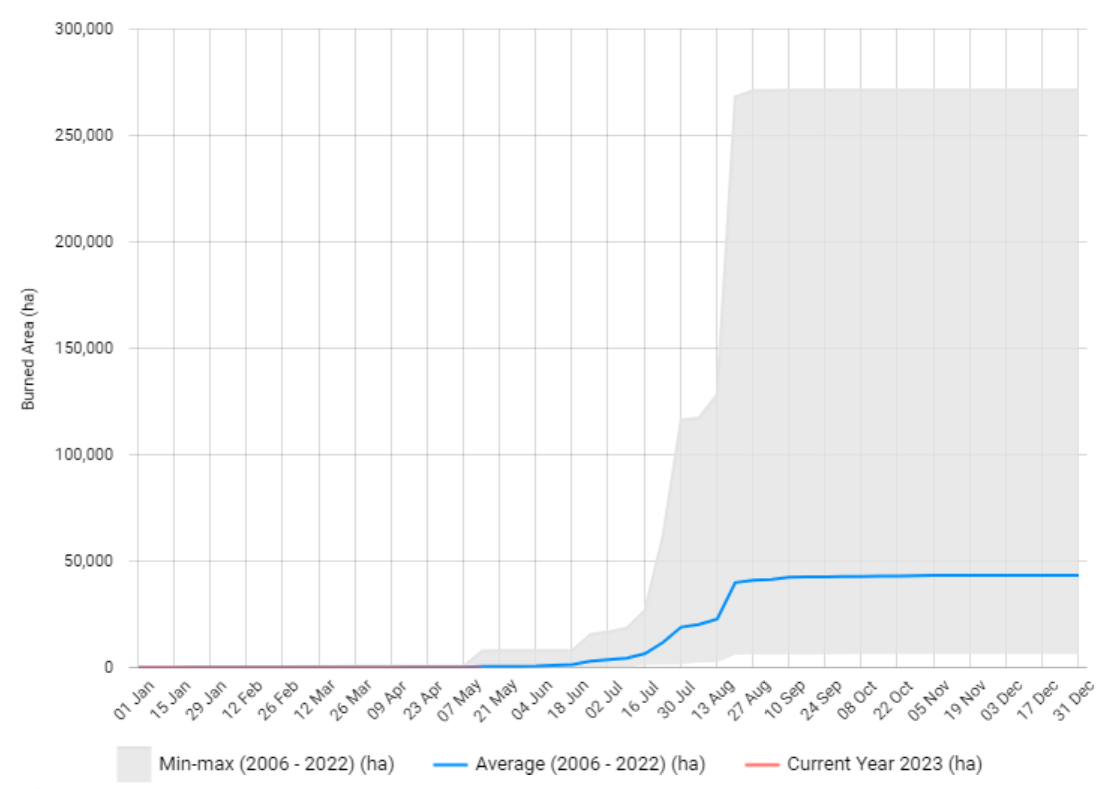 300,000
250,000
200,000
150,000
100,000
50,000
0
Burned Area (ha)
01 Jan
15 Jan
29 Jan
12 Feb
26 Feb
12 Mar
26 Mar
09 Apr
23 Apr
07 May
21 May
04 Jun
18 Jun
02 Jul
16 Jul
30 Jul
13 Aug
27 Aug
10 Sep
24 Sep
08 Oct
22 Oct
05 Nov
19 Nov
03 Dec
17 Dec
31 Dec
Min-max (2006 - 2022) (ha)
Average (2006 - 2022) (ha)
Current Year 2023 (ha)